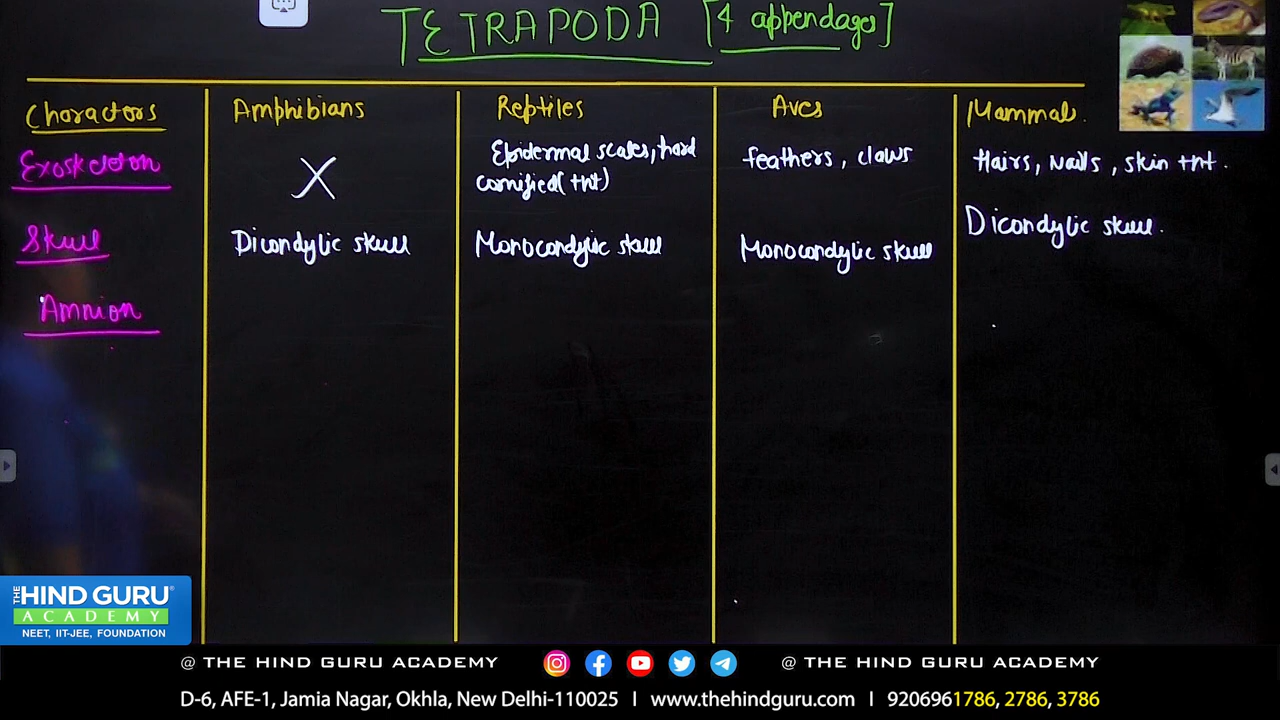 TETRAPODA [4 appendages]
Charactors Amphibians Reptiles Aves Mammals.
Exoskeleton X Epidermal scales, hard cornified (tnt) feathers, claws Hairs, Nails, skin tnt.
Skull Dicondylic skull Monocondylic skull Monocondylic skull Dicondylic skull.
Amnion
THE HIND GURU®
ACADEMY
NEET, IIT-JEE, FOUNDATION
@ THE HIND GURU ACADEMY @ THE HIND GURU ACADEMY
D-6, AFE-1, Jamia Nagar, Okhla, New Delhi-110025 I www.thehindguru.com I 9206961786, 2786, 3786